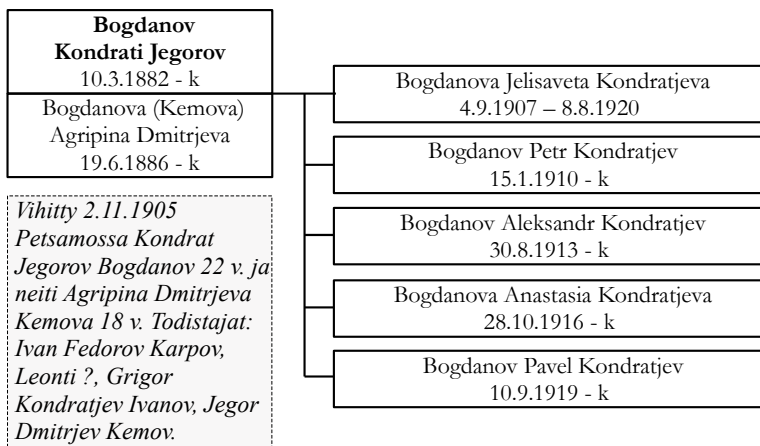 Bogdanov
Kondrati Jegorov
10.3.1882 - k
Bogdanova (Kemova)
Agripina Dmitrjeva
19.6.1886 - k
Vihitty 2.11.1905
Petsamossa Kondrat
Jegorov Bogdanov 22 v. ja
neiti Agripina Dmitrjeva
Kemova 18 v. Todistajat:
Ivan Fedorov Karpov,
Leonti ?, Grigor
Kondratjev Ivanov, Jegor
Dmitrjev Kemov.
Bogdanova Jelisaveta Kondratjeva
4.9.1907 – 8.8.1920
Bogdanov Petr Kondratjev
15.1.1910 - k
Bogdanov Aleksandr Kondratjev
30.8.1913 - k
Bogdanova Anastasia Kondratjeva
28.10.1916 - k
Bogdanov Pavel Kondratjev
10.9.1919 - k